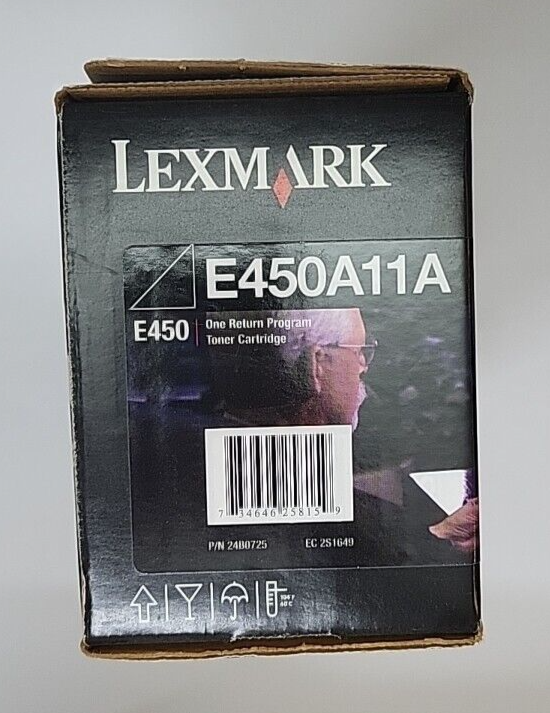 LEXMARK
E450A11A
E450
One Return Program
Toner Cartridge
7 34646 25815 9
P/N 24B0725 EC 2S1649